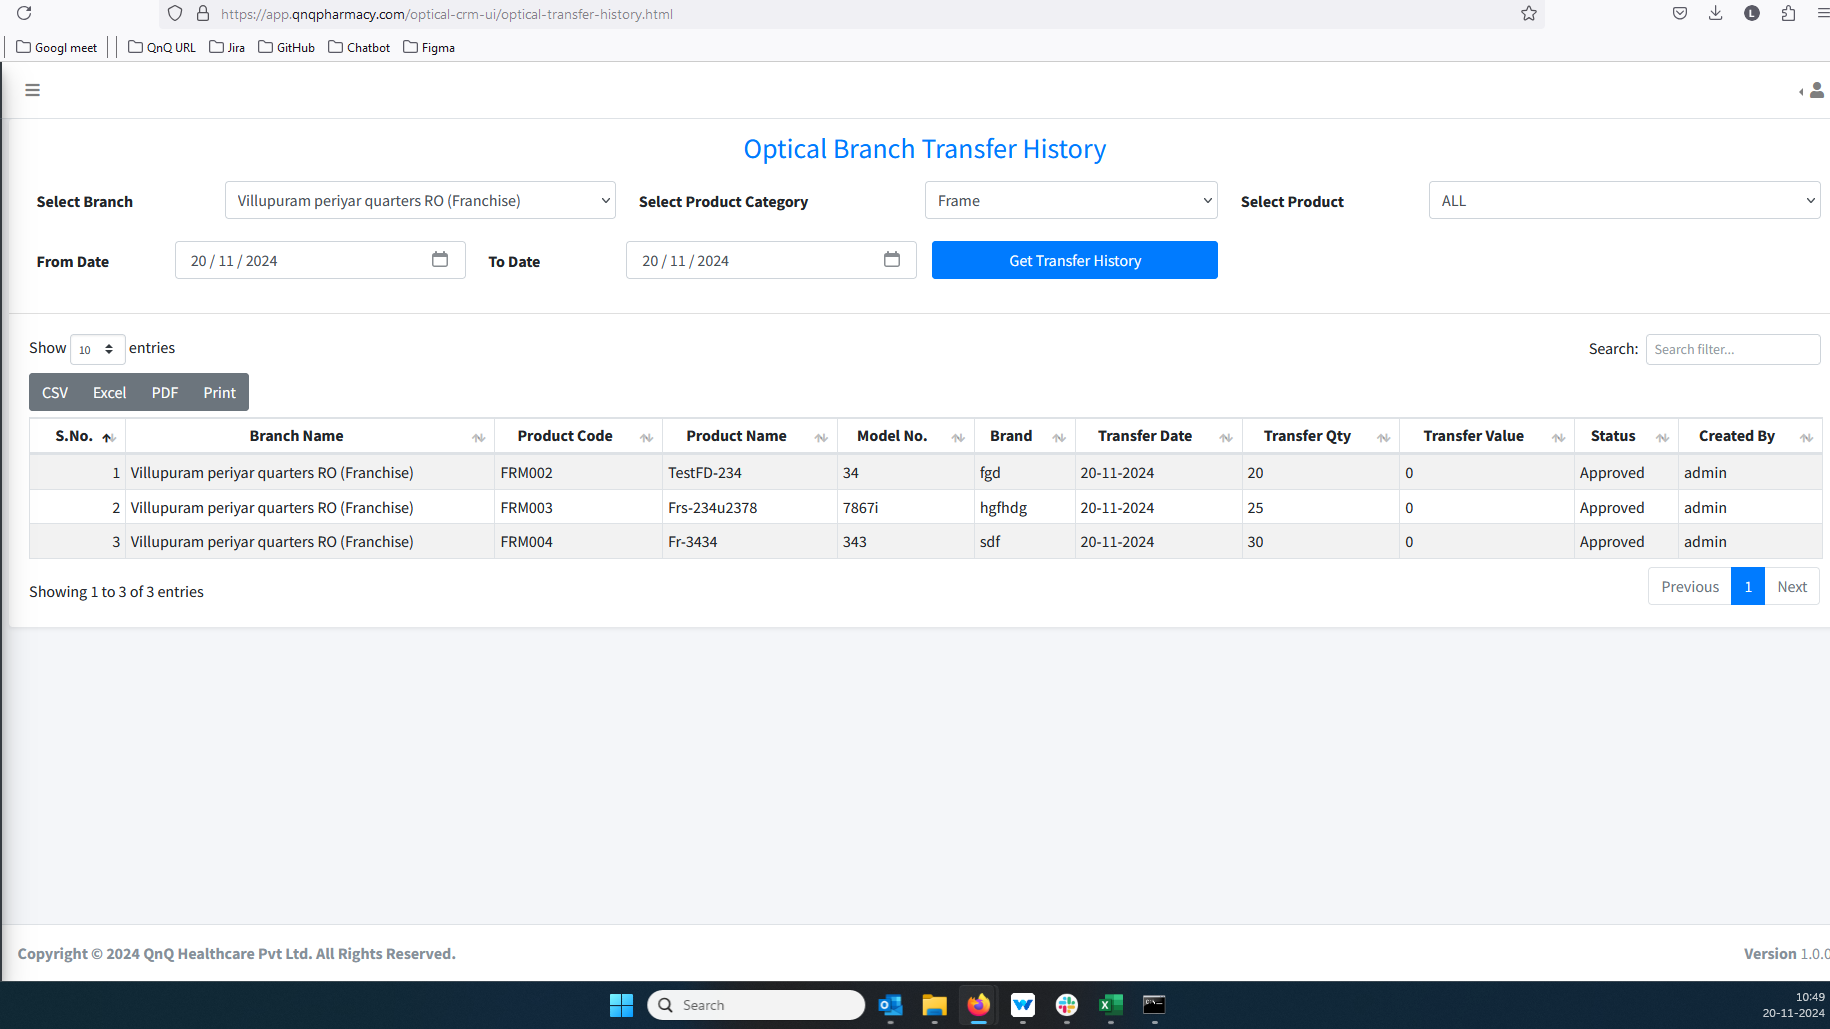 https://app.qnqpharmacy.com/optical-crm-ui/optical-transfer-history.html
L
Googl meet QnQ URL Jira GitHub Chatbot Figma
Optical Branch Transfer History
Select Branch Villupuram periyar quarters RO (Franchise) Select Product Category Frame Select Product ALL
From Date 20 / 11 / 2024 To Date 20 / 11 / 2024 Get Transfer History
Show 10 entries Search: Search filter...
CSV Excel PDF Print
S.No. Branch Name Product Code Product Name Model No. Brand Transfer Date Transfer Qty Transfer Value Status Created By
1 Villupuram periyar quarters RO (Franchise) FRM002 TestFD-234 34 fgd 20-11-2024 20 0 Approved admin
2 Villupuram periyar quarters RO (Franchise) FRM003 Frs-234u2378 7867i hgfhdg 20-11-2024 25 0 Approved admin
3 Villupuram periyar quarters RO (Franchise) FRM004 Fr-3434 343 sdf 20-11-2024 30 0 Approved admin
Showing 1 to 3 of 3 entries Previous 1 Next
Copyright © 2024 QnQ Healthcare Pvt Ltd. All Rights Reserved. Version 1.0.0
Search
10:49
20-11-2024